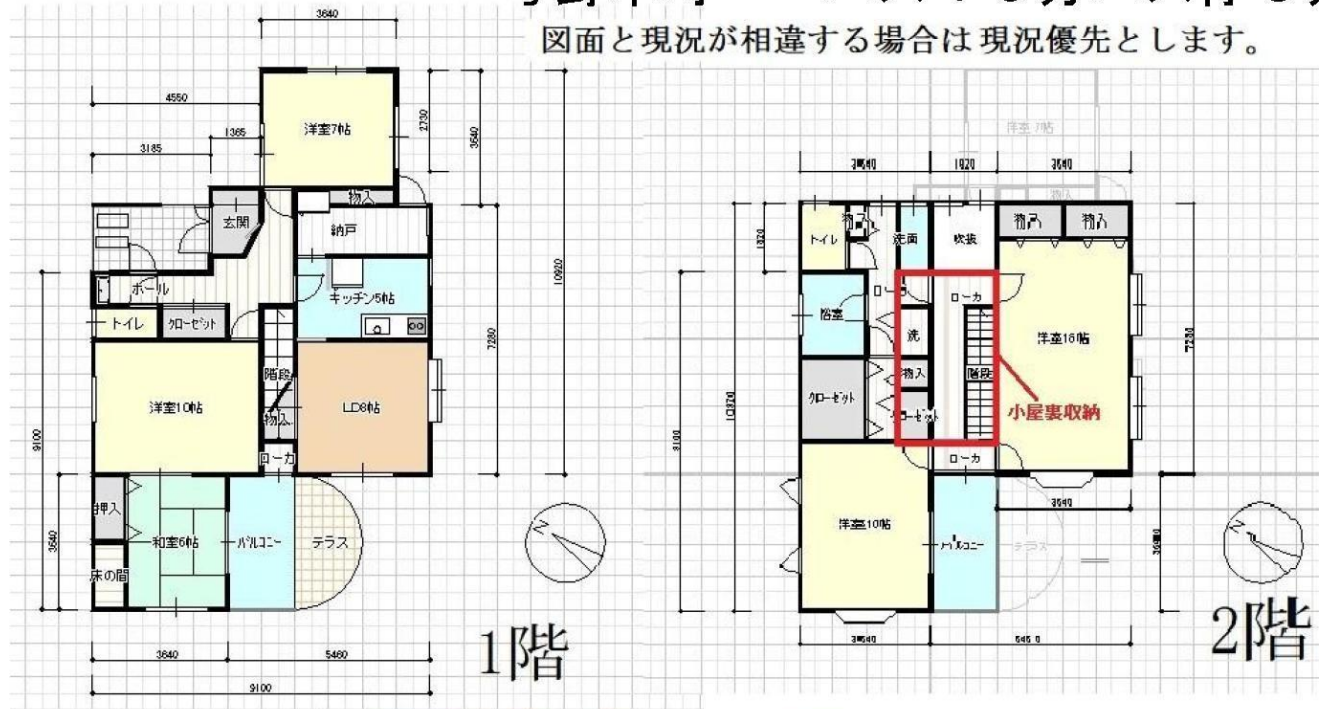 図面と現況が相違する場合は 現況優先とします。
3640
4550
1365
3185
2730
3640
洋室7帖
物入
玄関
納戸
ホール
キッチン5帖
トイレ
クローゼット
10920
7280
階段
洋室10帖
LD8帖
物入
ローカ
9100
押入
和室6帖
バルコニー
テラス
3640
床の間
3640
5460
9100
1階
洋室7帖
1820
3640
物入
物入
物入
トイレ
物入
洗面
吹抜
1820
ローカ
ローカ
浴室
洗
洋室16帖
7280
物入
階段
クローゼット
クローゼット
小屋裏収納
10920
9100
ローカ
3640
洋室10帖
バルコニー
テラス
2階